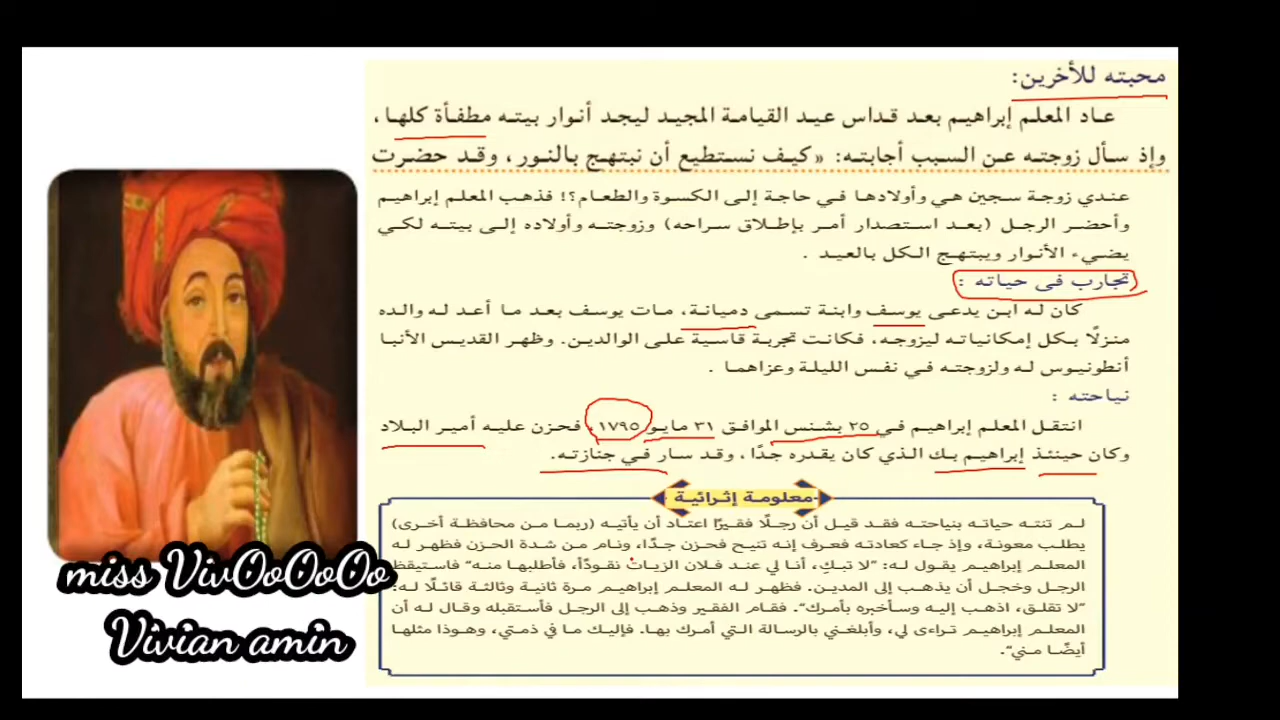 محبته للأخرين:
عاد المعلم إبراهيم بعد قداس عيد القيامة المجيد ليجد أنوار بيته مطفأة كلها،
وإذ سأل زوجته عن السبب أجابته: «كيف نستطيع أن نبتهج بالنور، وقد حضرت
عندي زوجة سجين هي وأولادها في حاجة إلى الكسوة والطعام؟! فذهب المعلم إبراهيم
وأحضر الرجل (بعد استصدار أمر بإطلاق سراحه) وزوجته وأولاده إلى بيته لكي
يضيء الأنوار ويبتهج الكل بالعيد .
تجارب فى حياته :
كان له ابن يدعى يوسف وابنة تسمى دميانة، مات يوسف بعد ما أعد له والده
منزلًا بكل إمكانياته ليزوجه، فكانت تجربة قاسية على الوالدين. وظهر القديس الأنبا
أنطونيوس له ولزوجته في نفس الليلة وعزاهما .
نياحته :
انتقل المعلم إبراهيم في ٢٥ بشنس الموافق ٣١ مايو ١٧٩٥، فحزن عليه أمير البلاد
وكان حينئذ إبراهيم بك الذي كان يقدره جدًا، وقد سار في جنازته.
معلومة إثرائية
لم تنته حياته بنياحته فقد قيل أن رجلًا فقيرًا اعتاد أن يأتيه (ربما من محافظة أخرى)
يطلب معونة، وإذ جاء كعادته فعرف إنه تنيح فحزن جدًا، ونام من شدة الحزن فظهر له
المعلم إبراهيم يقول له: "لا تبكِ، أنا لي عند فلان الزيات نقودًا، فأطلبها منه" فاستيقظ
الرجل وخجل أن يذهب إلى المدين. فظهر له المعلم إبراهيم مرة ثانية وثالثة قائلًا له:
"لا تقلق، اذهب إليه وسأخبره بأمرك". فقام الفقير وذهب إلى الرجل فأستقبله وقال له أن
المعلم إبراهيم تراءى لي، وأبلغني بالرسالة التي أمرك بها. فإليك ما في ذمتي، وهوذا مثلها
أيضًا مني".
miss VivOoOoOo
Vivian amin